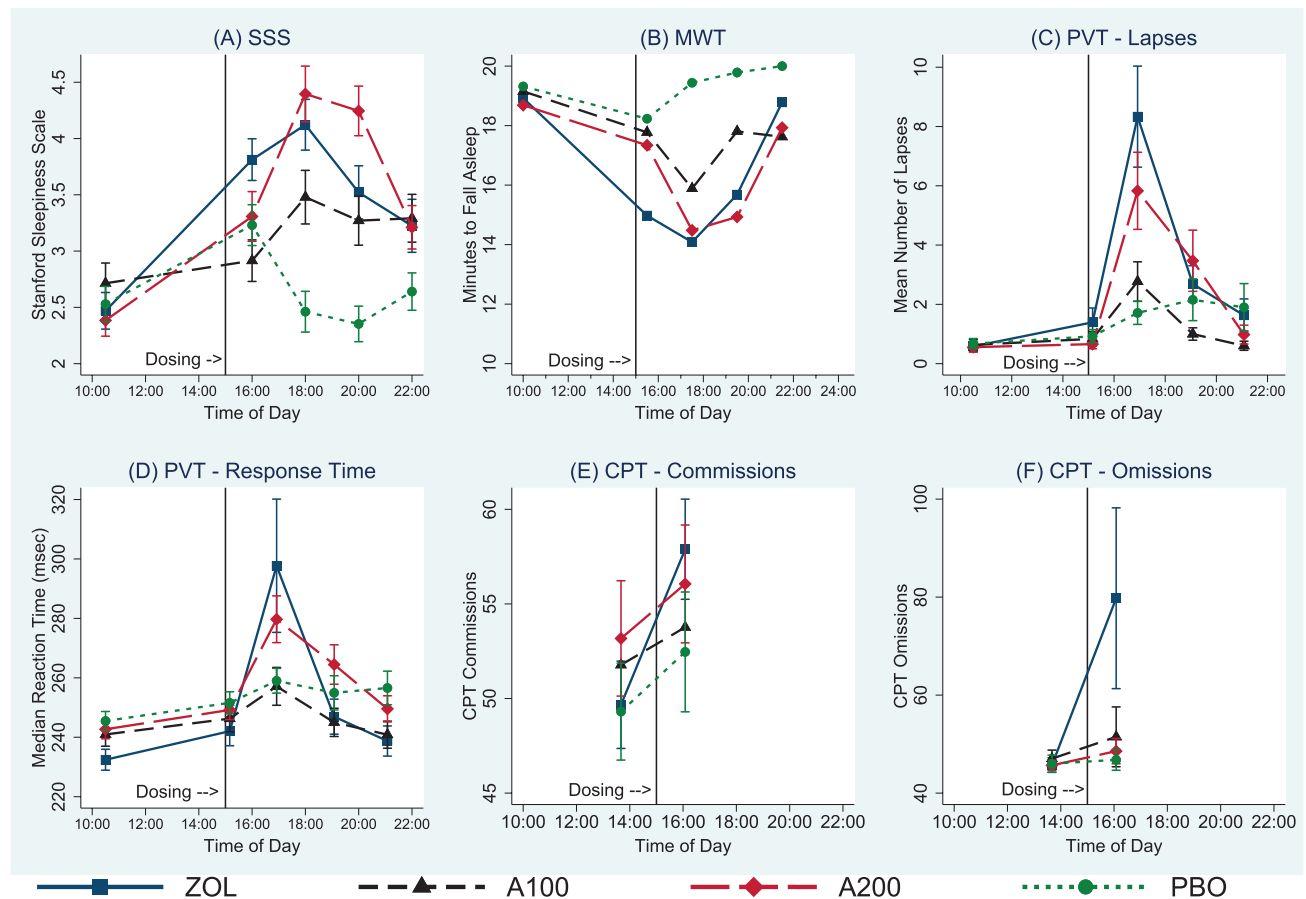 (A) SSS
Stanford Sleepiness Scale
4.5
4
3.5
3
2.5
2
Dosing ->
10:00 12:00 14:00 16:00 18:00 20:00 22:00
Time of Day
(B) MWT
Minutes to Fall Asleep
20
18
16
14
12
10
Dosing -->
10:00 12:00 14:00 16:00 18:00 20:00 22:00 24:00
Time of Day
(C) PVT - Lapses
Mean Number of Lapses
10
8
6
4
2
0
Dosing -->
10:00 12:00 14:00 16:00 18:00 20:00 22:00
Time of Day
(D) PVT - Response Time
Median Reaction Time (msec)
320
300
280
260
240
220
Dosing -->
10:00 12:00 14:00 16:00 18:00 20:00 22:00
Time of Day
(E) CPT - Commissions
CPT Commissions
60
55
50
45
Dosing -->
10:00 12:00 14:00 16:00 18:00 20:00 22:00
Time of Day
(F) CPT - Omissions
CPT Omissions
100
80
60
40
Dosing -->
10:00 12:00 14:00 16:00 18:00 20:00 22:00
Time of Day
ZOL A100 A200 PBO